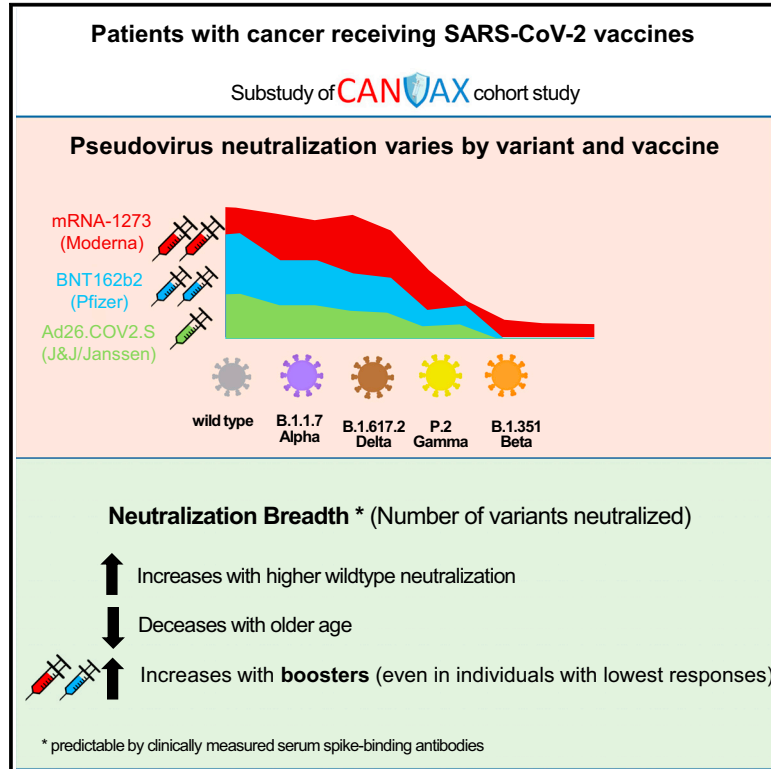 Patients with cancer receiving SARS-CoV-2 vaccines
Substudy of CANVAX cohort study
Pseudovirus neutralization varies by variant and vaccine
mRNA-1273
(Moderna)
BNT162b2
(Pfizer)
Ad26.COV2.S
(J&J/Janssen)
wild type
B.1.1.7
Alpha
B.1.617.2
Delta
P.2
Gamma
B.1.351
Beta
Neutralization Breadth * (Number of variants neutralized)
Increases with higher wildtype neutralization
Deceases with older age
Increases with boosters (even in individuals with lowest responses)
* predictable by clinically measured serum spike-binding antibodies